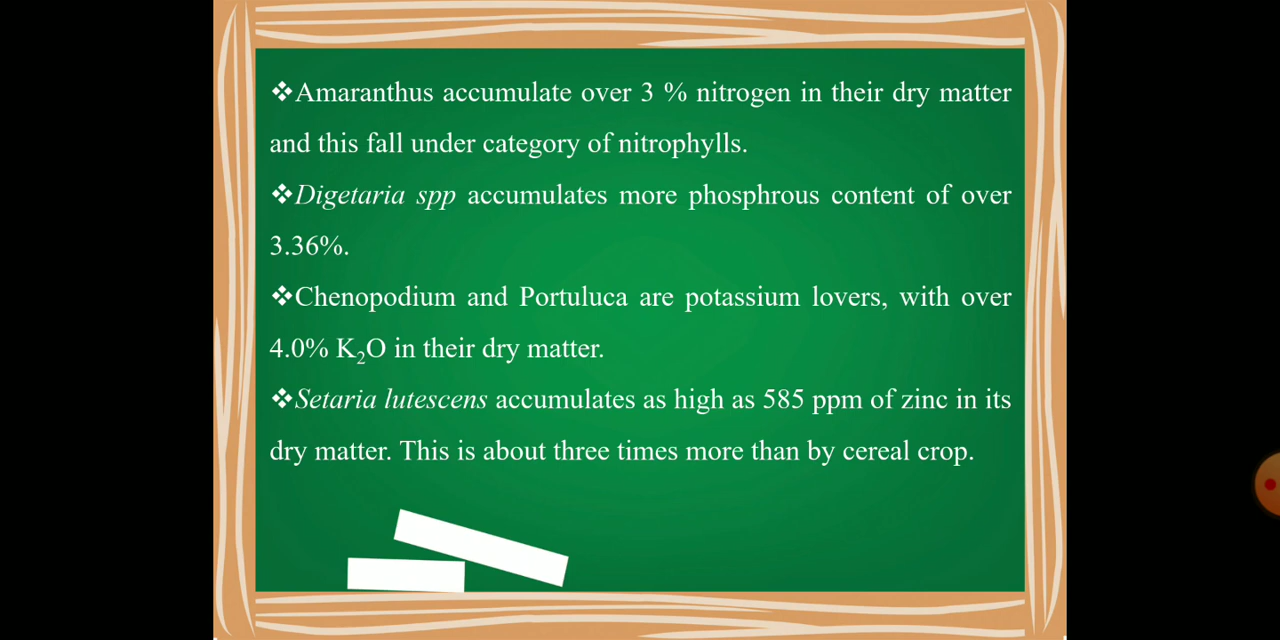 ❖Amaranthus accumulate over 3 % nitrogen in their dry matter
and this fall under category of nitrophylls.
❖Digetaria spp accumulates more phosphrous content of over
3.36%.
❖Chenopodium and Portuluca are potassium lovers, with over
4.0% K₂O in their dry matter.
❖Setaria lutescens accumulates as high as 585 ppm of zinc in its
dry matter. This is about three times more than by cereal crop.